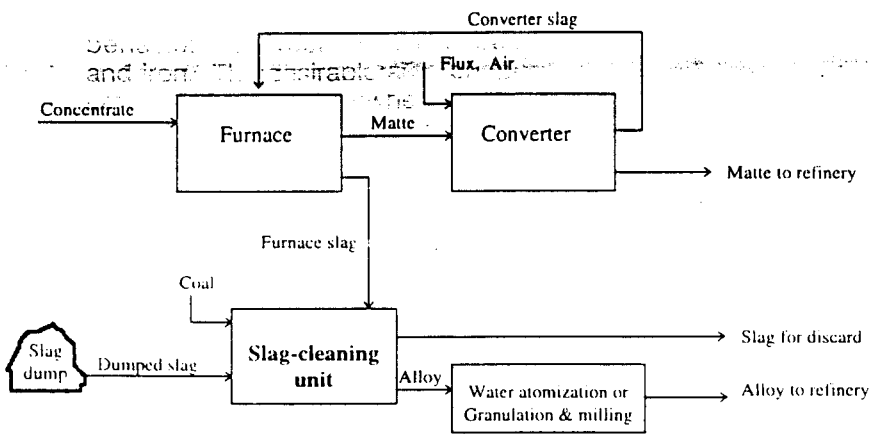 Converter slag
and iron
Flux, Air
Concentrate
Furnace
Matte
Converter
Matte to refinery
Furnace slag
Coal
Slag
dump
Dumped slag
Slag-cleaning
unit
Slag for discard
Alloy
Water atomization or
Granulation & milling
Alloy to refinery